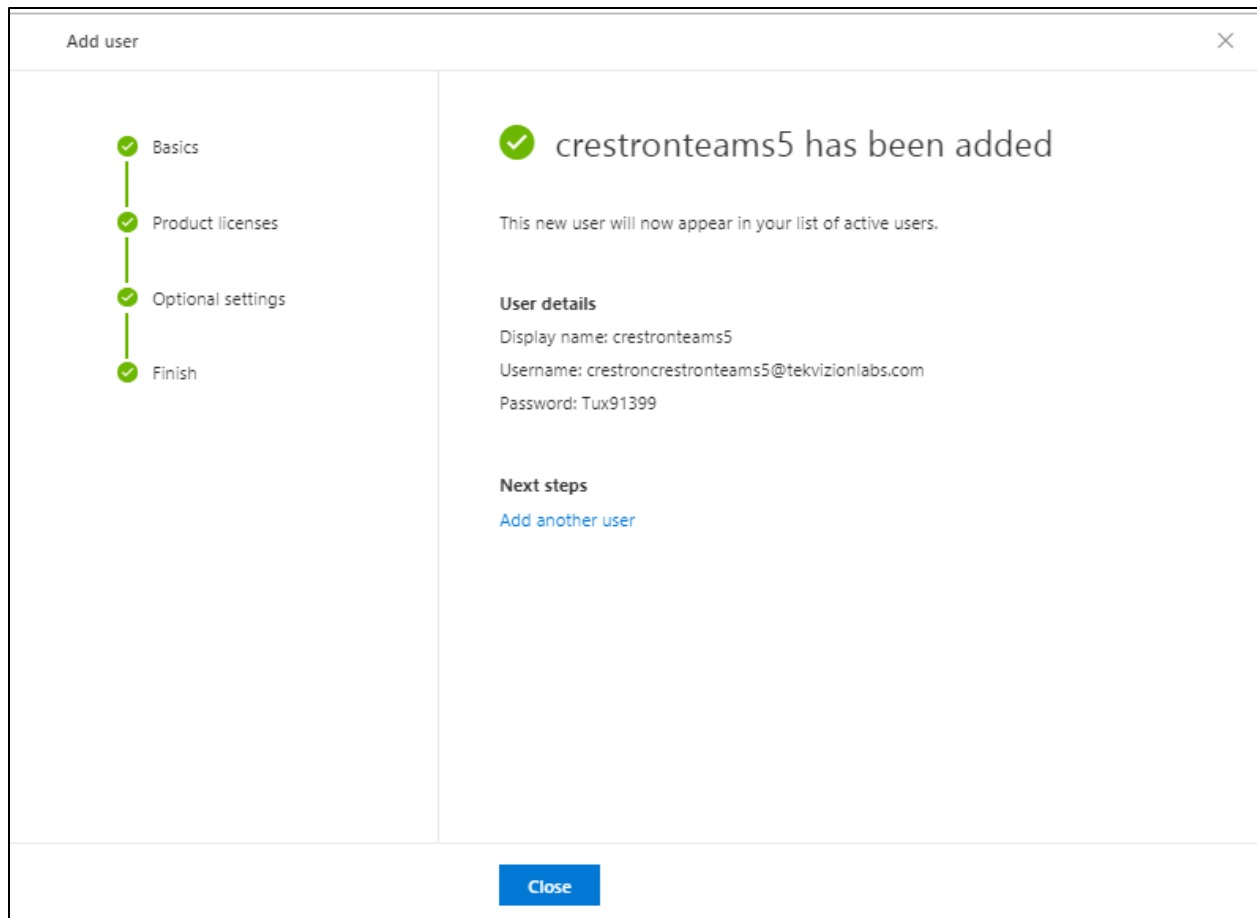 Add user
Basics
Product licenses
Optional settings
Finish
crestronteams5 has been added
This new user will now appear in your list of active users.
User details
Display name: crestronteams5
Username: crestroncrestronteams5@tekvizionlabs.com
Password: Tux91399
Next steps
Add another user
Close